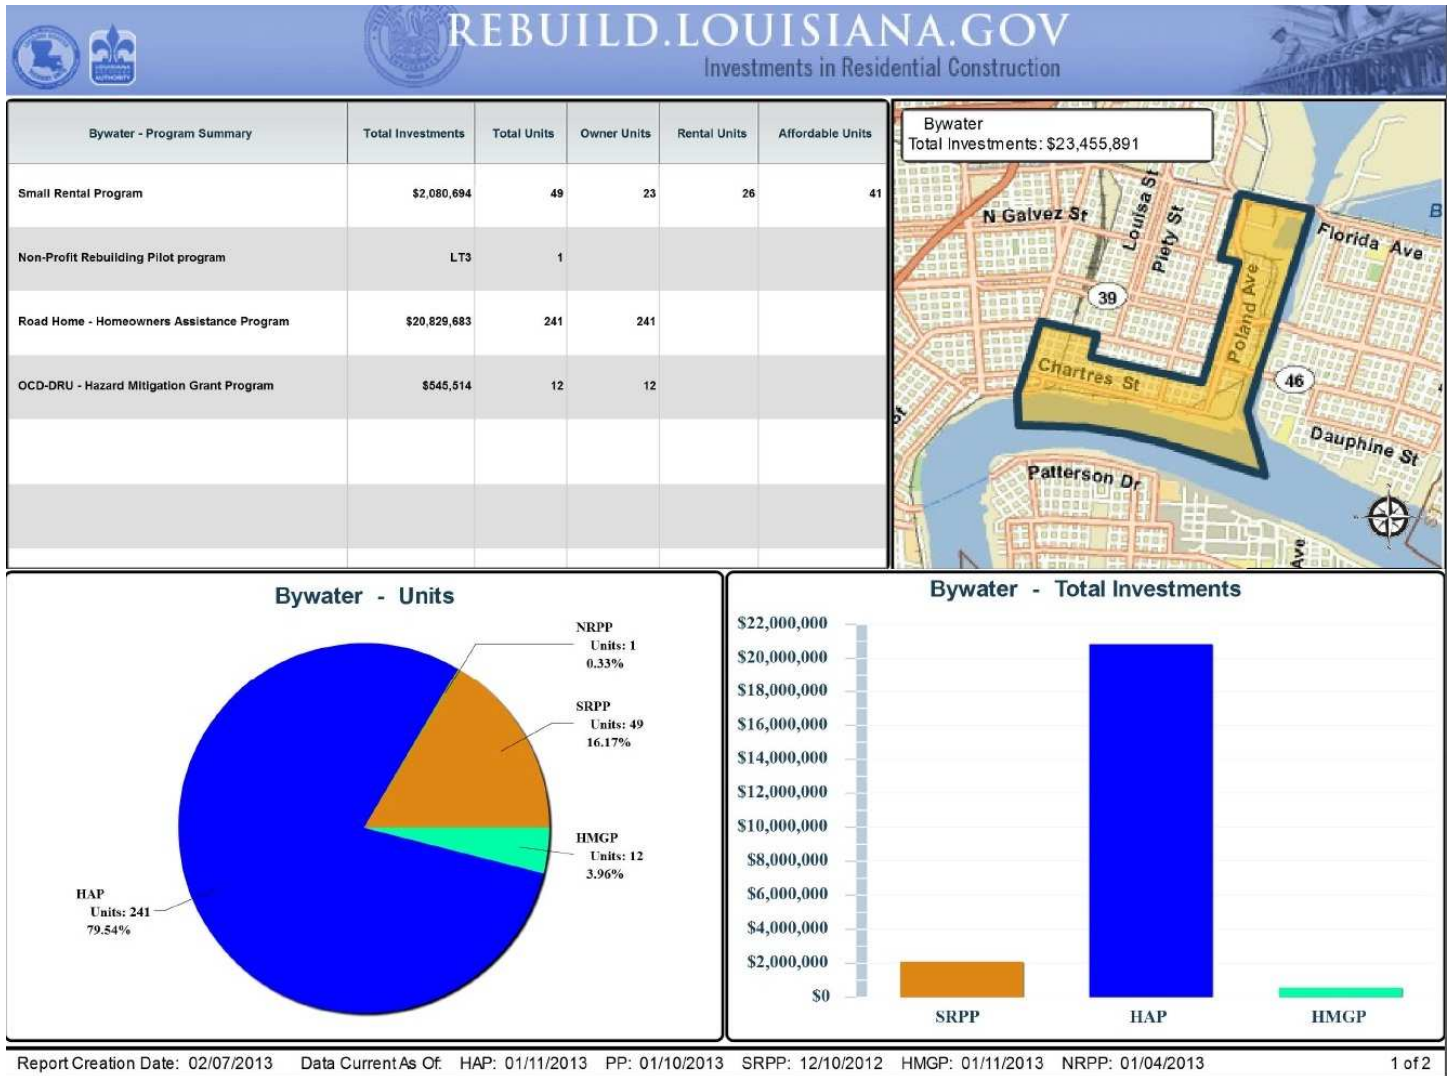 REBUILD.LOUISIANA.GOV
Investments in Residential Construction
LOUISIANA
AUTHORITY
Bywater - Program Summary Total Investments Total Units Owner Units Rental Units Affordable Units
Small Rental Program $2,080,694 49 23 26 41
Non-Profit Rebuilding Pilot program LT3 1
Road Home - Homeowners Assistance Program $20,829,683 241 241
OCD-DRU - Hazard Mitigation Grant Program $545,514 12 12
Bywater
Total Investments: $23,455,891
N Galvez St
Louisa St
Piety St
Florida Ave
B
39
Poland Ave
Chartres St
46
St
Dauphine St
Patterson Dr
Ave
S
Bywater - Units
NRPP
Units: 1
0.33%
SRPP
Units: 49
16.17%
HMGP
Units: 12
3.96%
HAP
Units: 241
79.54%
Bywater - Total Investments
$22,000,000
$20,000,000
$18,000,000
$16,000,000
$14,000,000
$12,000,000
$10,000,000
$8,000,000
$6,000,000
$4,000,000
$2,000,000
$0
SRPP HAP HMGP
Report Creation Date: 02/07/2013 Data Current As Of: HAP: 01/11/2013 PP: 01/10/2013 SRPP: 12/10/2012 HMGP: 01/11/2013 NRPP: 01/04/2013 1 of 2